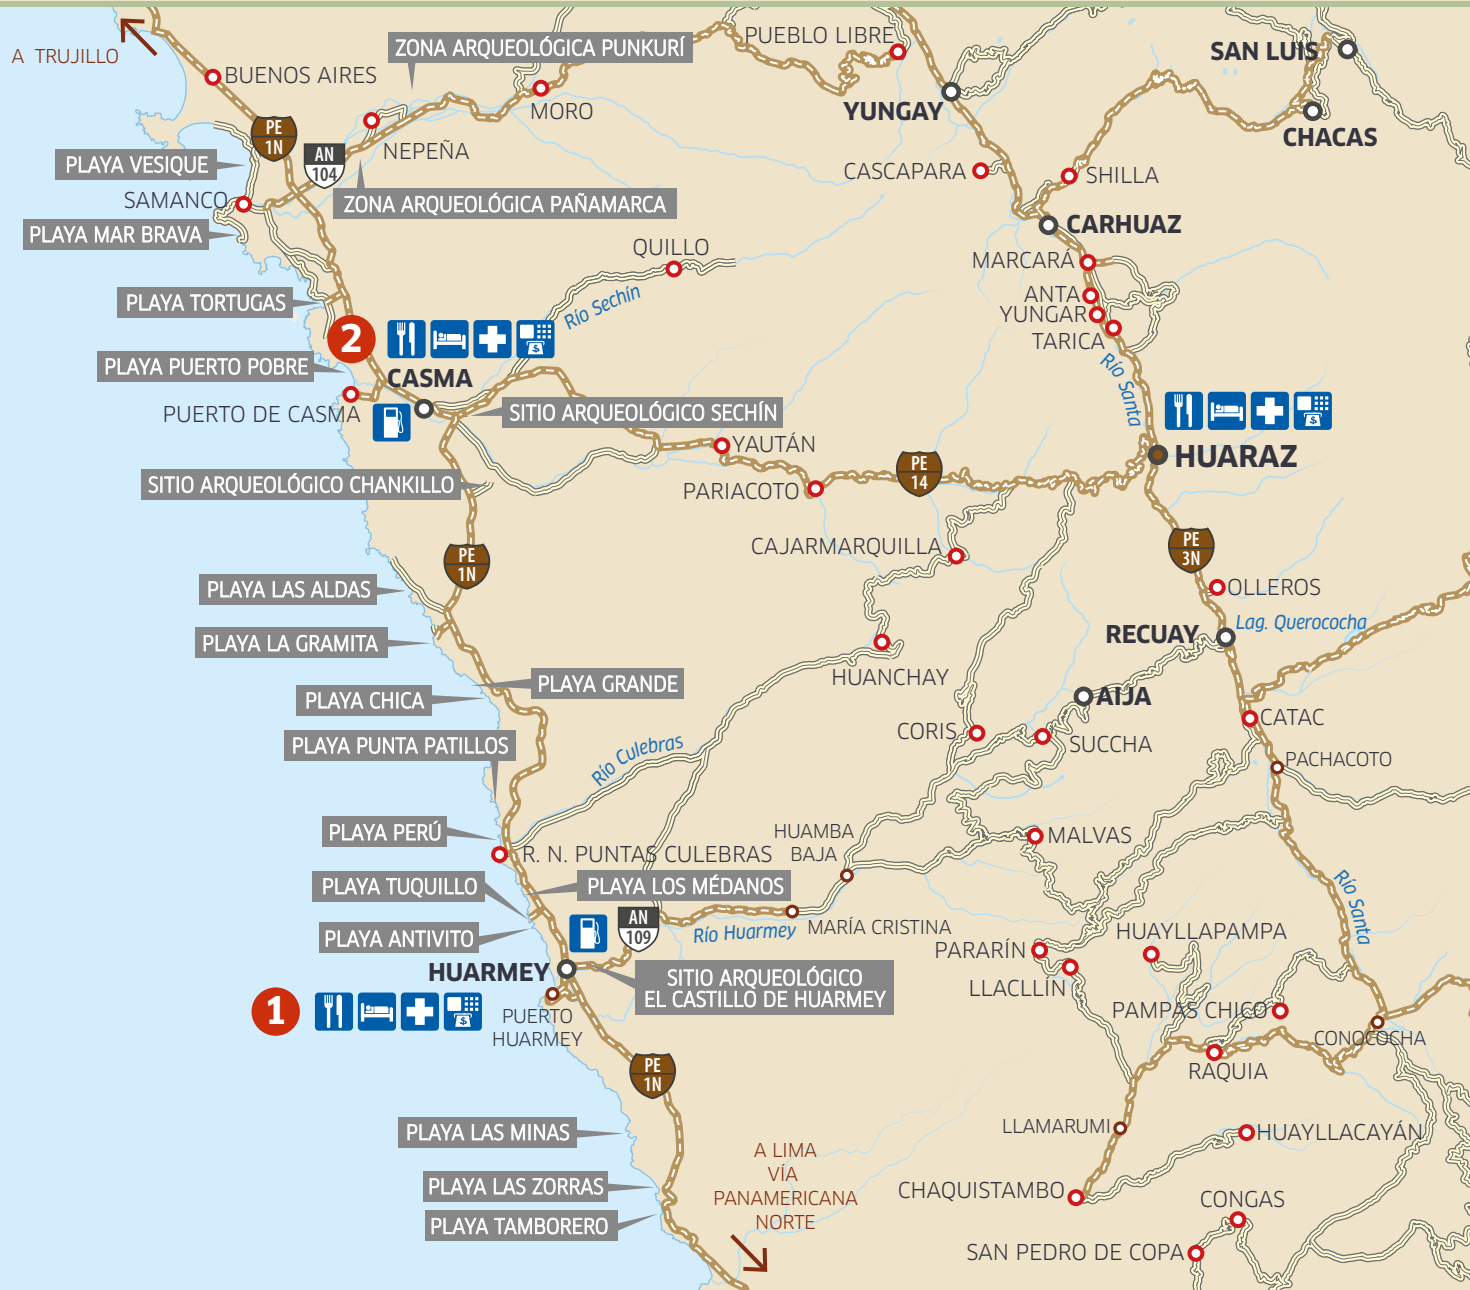 A TRUJILLO
BUENOS AIRES
ZONA ARQUEOLÓGICA PUNKURÍ
PUEBLO LIBRE
SAN LUIS
MORO
YUNGAY
CHACAS
PE
1N
AN
104
NEPEÑA
PLAYA VESIQUE
CASCAPARA
SHILLA
SAMANCO
ZONA ARQUEOLÓGICA PAÑAMARCA
CARHUAZ
PLAYA MAR BRAVA
QUILLO
MARCARÁ
PLAYA TORTUGAS
Río Sechín
ANTA
YUNGAR
TARICA
2
PLAYA PUERTO POBRE
CASMA
Río Santa
PUERTO DE CASMA
SITIO ARQUEOLÓGICO SECHÍN
YAUTÁN
HUARAZ
SITIO ARQUEOLÓGICO CHANKILLO
PARIACOTO
PE
14
CAJARMARQUILLA
PE
3N
PE
1N
PLAYA LAS ALDAS
OLLEROS
Lag. Querococha
PLAYA LA GRAMITA
RECUAY
HUANCHAY
PLAYA GRANDE
PLAYA CHICA
AIJA
CORIS
SUCCHA
CATAC
PLAYA PUNTA PATILLOS
Río Culebras
PACHACOTO
PLAYA PERÚ
HUAMBA
BAJA
MALVAS
R. N. PUNTAS CULEBRAS
PLAYA TUQUILLO
PLAYA LOS MÉDANOS
Río Santa
AN
109
Río Huarmey
MARÍA CRISTINA
PLAYA ANTIVITO
PARARÍN
HUAYLLAPAMPA
HUARMEY
SITIO ARQUEOLÓGICO
EL CASTILLO DE HUARMEY
LLACLLÍN
1
PUERTO
HUARMEY
PAMPAS CHICO
CONOCOCHA
PE
1N
RAQUIA
PLAYA LAS MINAS
LLAMARUMI
HUAYLLACAYÁN
A LIMA
VÍA
PANAMERICANA
NORTE
PLAYA LAS ZORRAS
CHAQUISTAMBO
CONGAS
PLAYA TAMBORERO
SAN PEDRO DE COPA